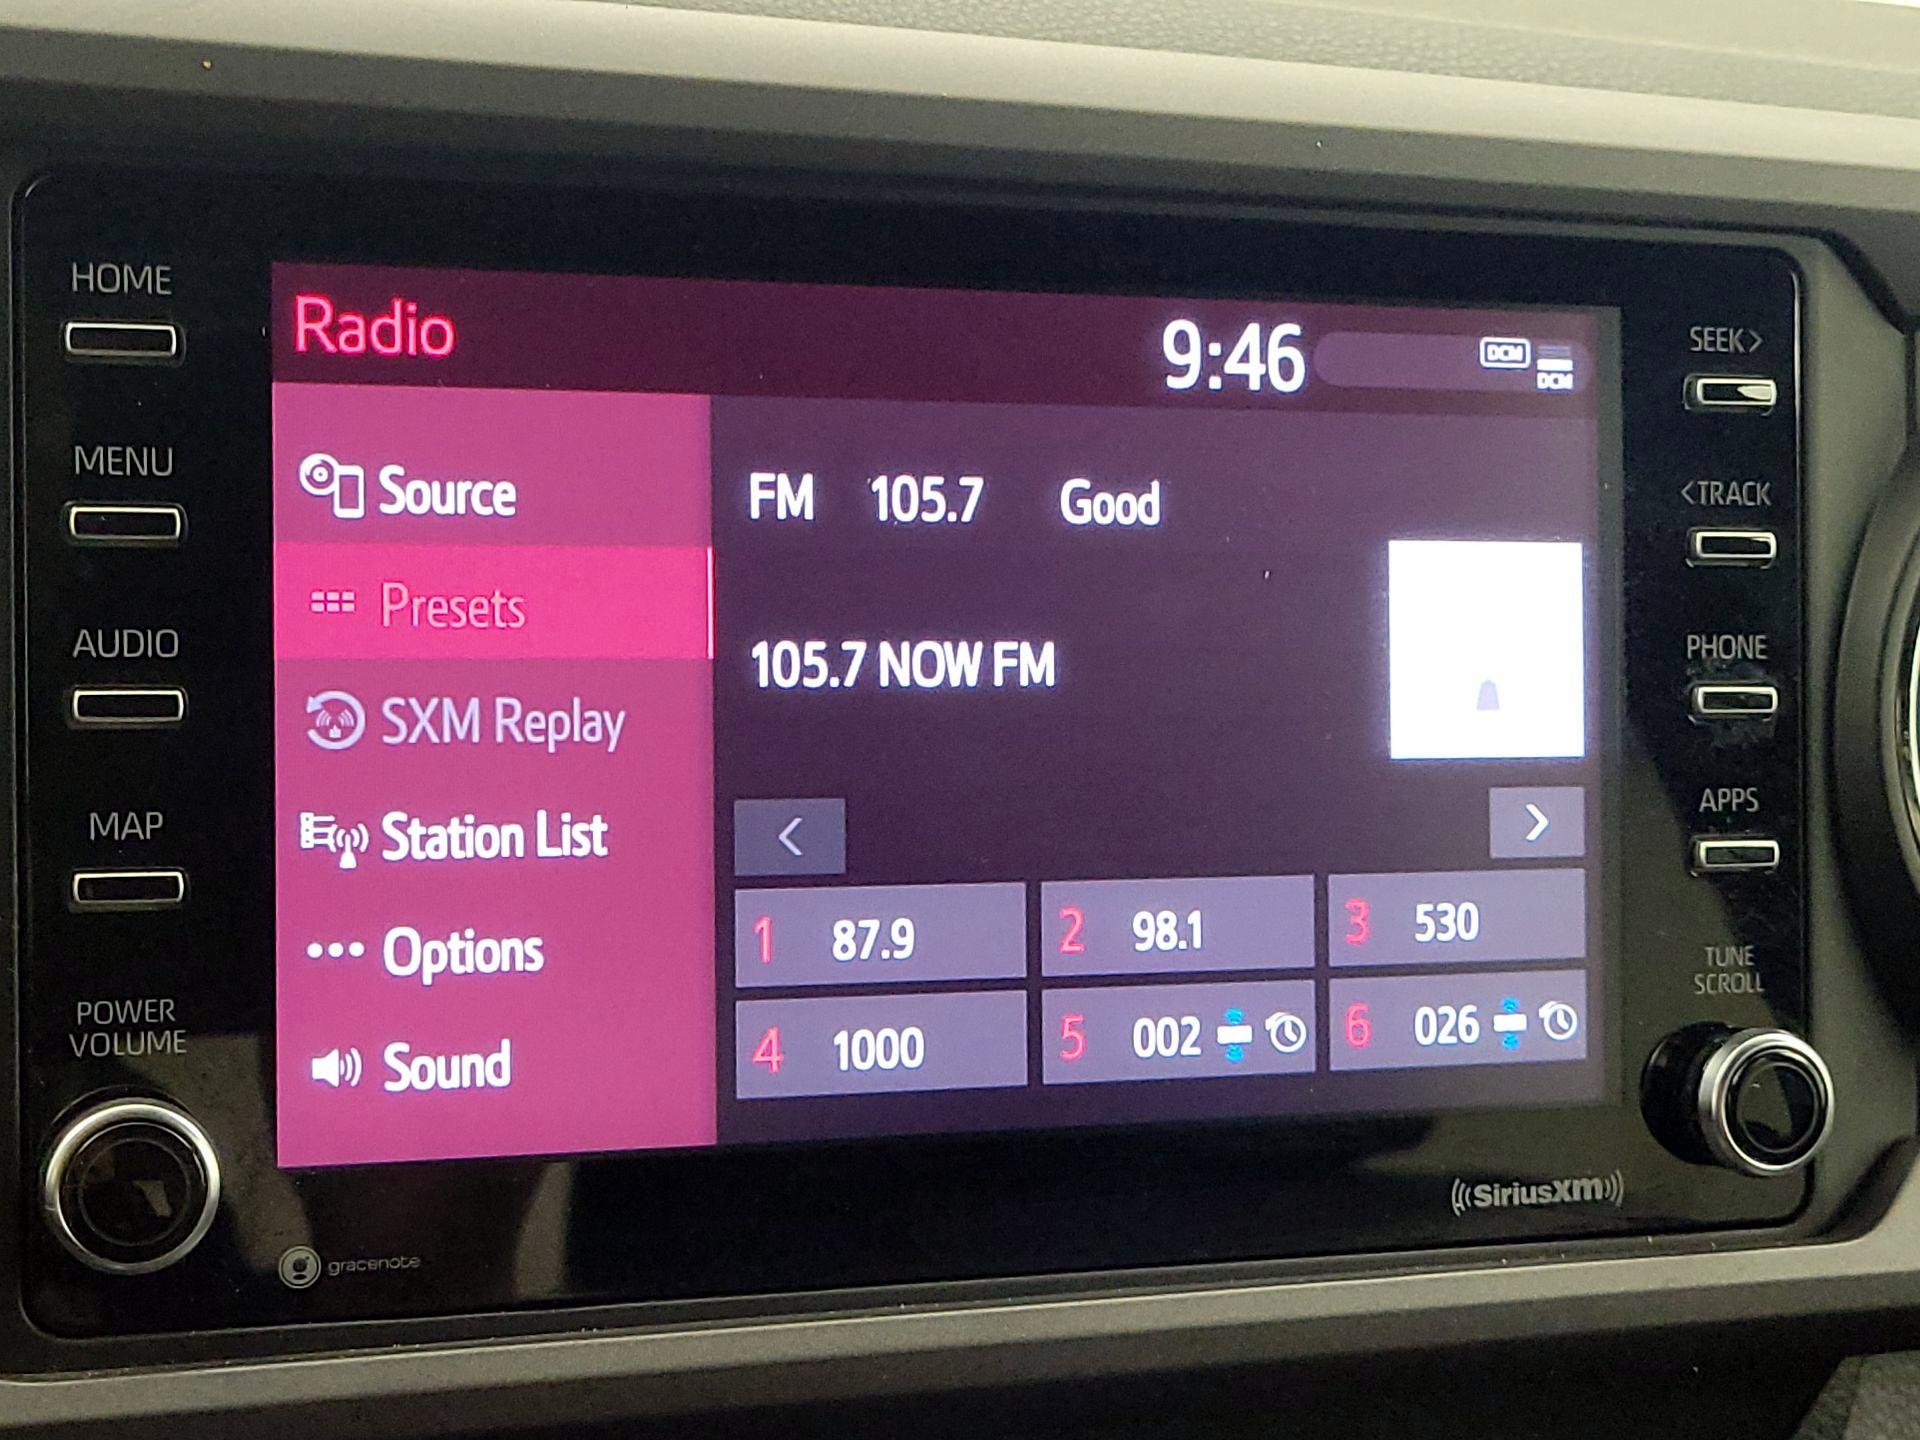 HOME
MENU
AUDIO
MAP
POWER
VOLUME
Radio
9:46
DCM
DCM
Source
Presets
SXM Replay
Station List
Options
Sound
FM 105.7 Good
105.7 NOW FM
<
>
1 87.9
2 98.1
3 530
4 1000
5 002
6 026
SEEK>
<TRACK
PHONE
APPS
TUNE
SCROLL
gracenote
((SiriusXm))